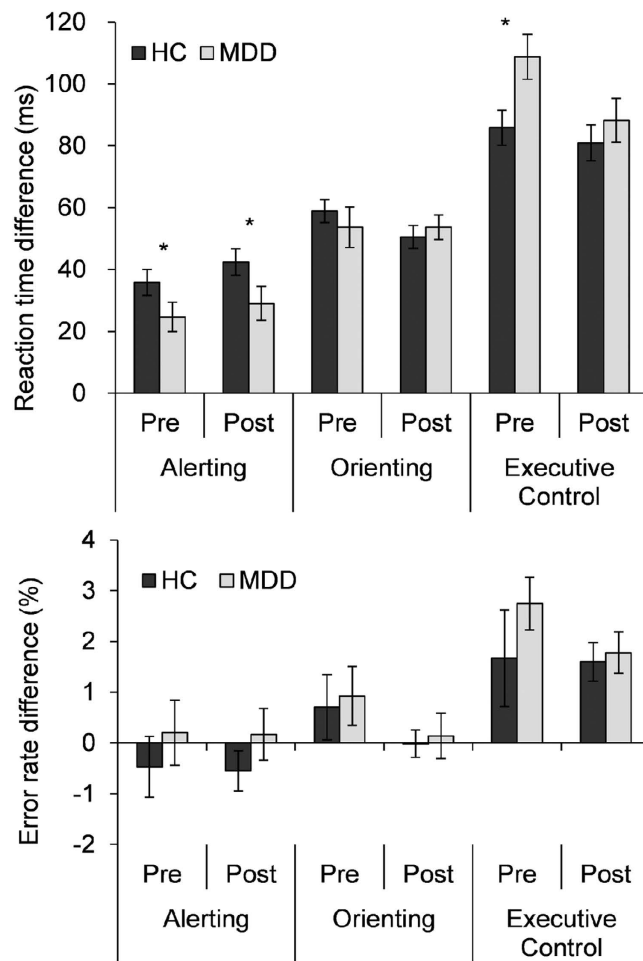 120
100
80
60
40
20
0
Reaction time difference (ms)
HC MDD
*
*
*
Pre Post Pre Post Pre Post
Alerting Orienting Executive
Control
4
3
2
1
0
-1
-2
Error rate difference (%)
HC MDD
Pre Post Pre Post Pre Post
Alerting Orienting Executive
Control